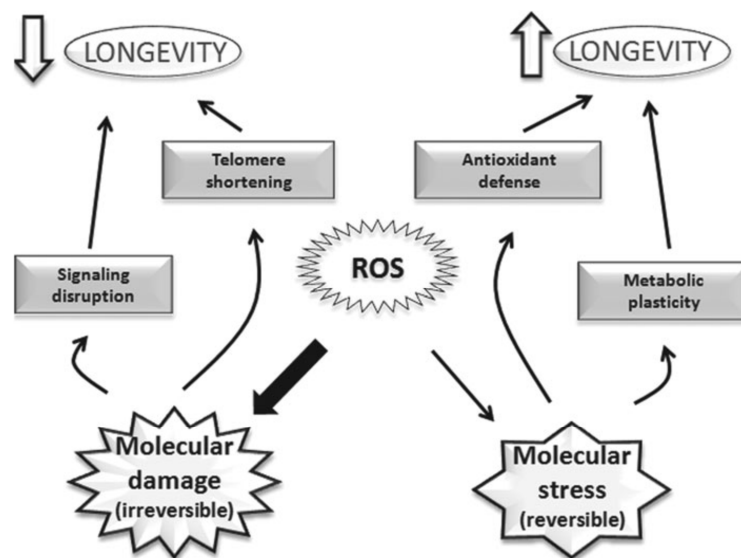 LONGEVITY
LONGEVITY
Telomere
shortening
Antioxidant
defense
ROS
Signaling
disruption
Metabolic
plasticity
Molecular
damage
(irreversible)
Molecular
stress
(reversible)